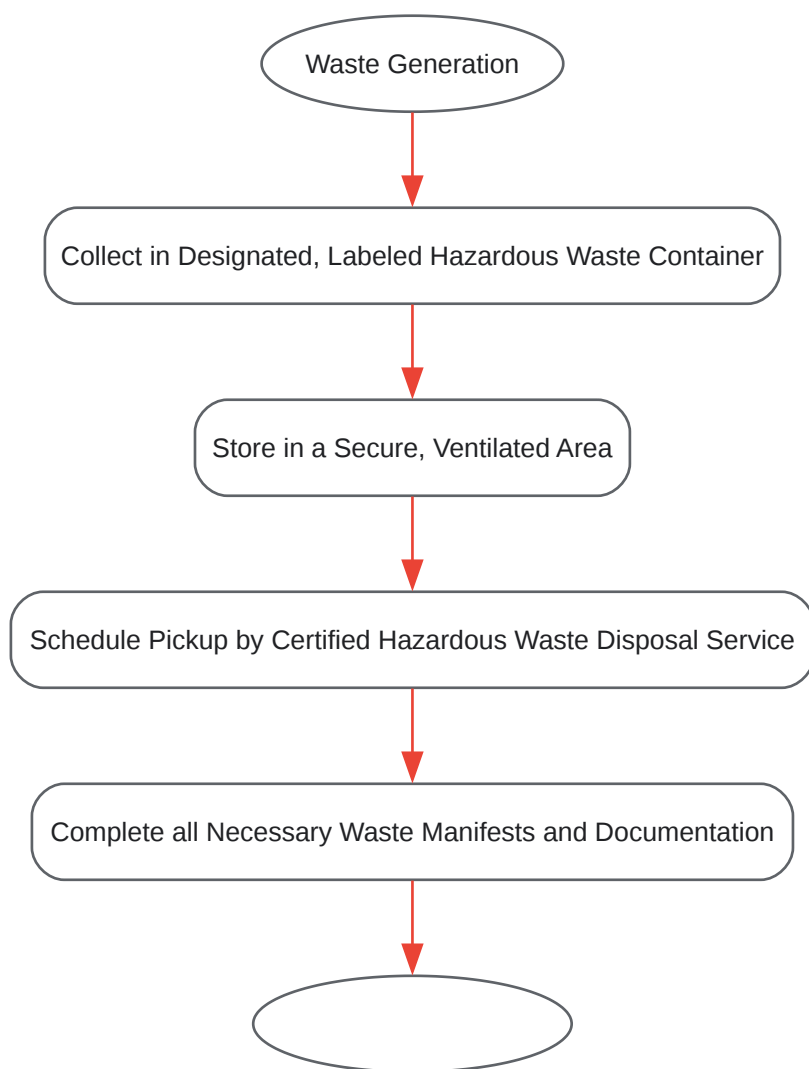 Waste Generation
Collect in Designated, Labeled Hazardous Waste Container
Store in a Secure, Ventilated Area
Schedule Pickup by Certified Hazardous Waste Disposal Service
Complete all Necessary Waste Manifests and Documentation